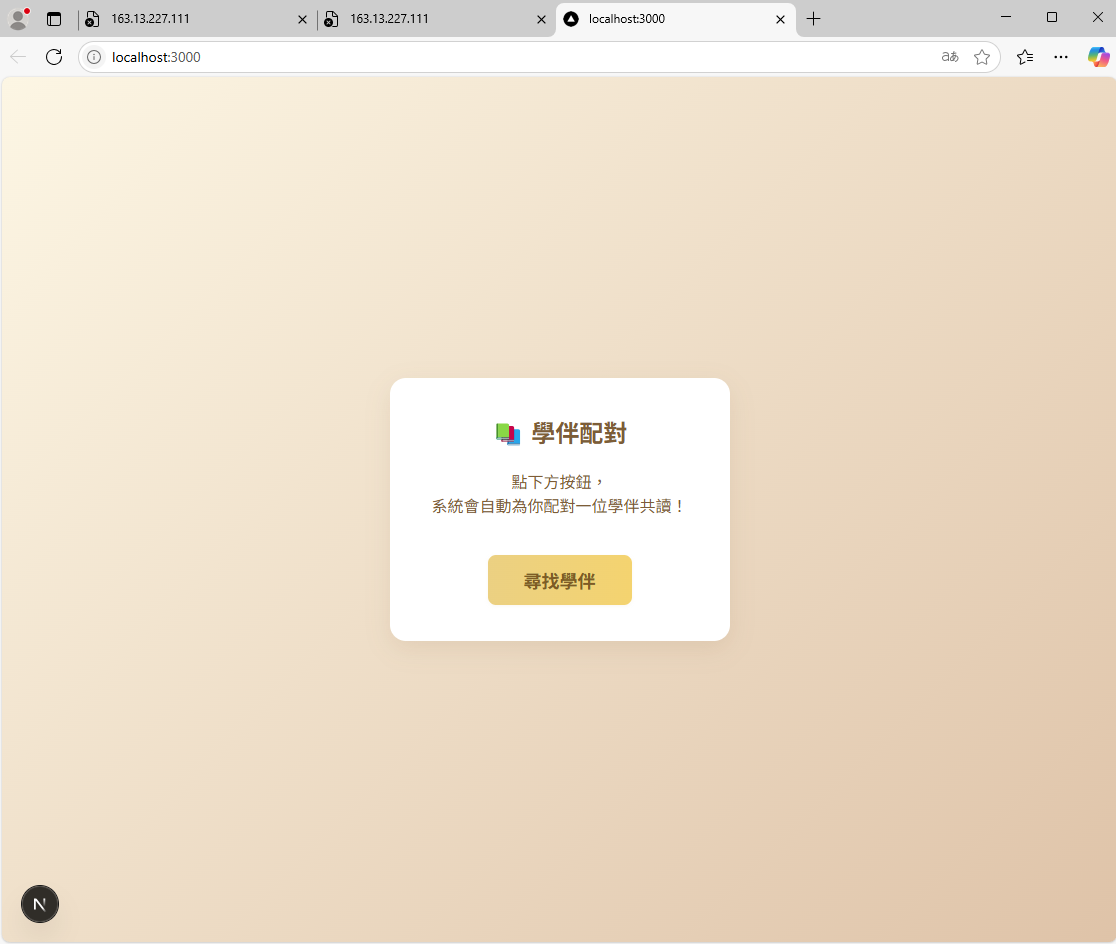 163.13.227.111
163.13.227.111
localhost:3000
localhost:3000
aあ
學伴配對
點下方按鈕，
系統會自動為你配對一位學伴共讀！
尋找學伴
N